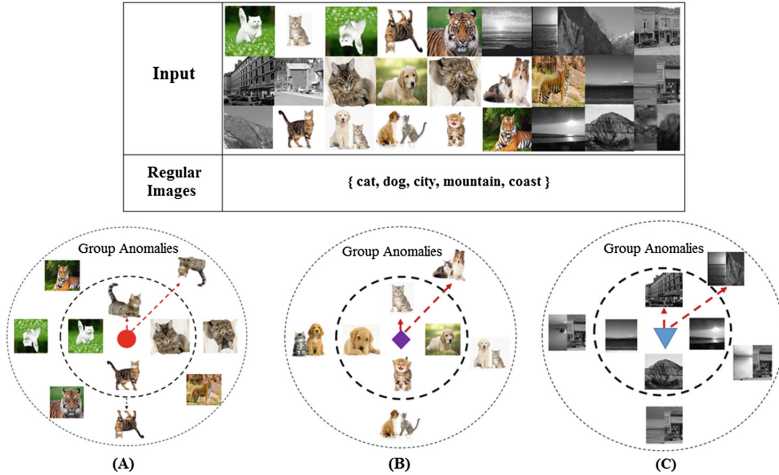 Input
Regular
Images
{ cat, dog, city, mountain, coast }
Group Anomalies
Group Anomalies
Group Anomalies
(A)
(B)
(C)